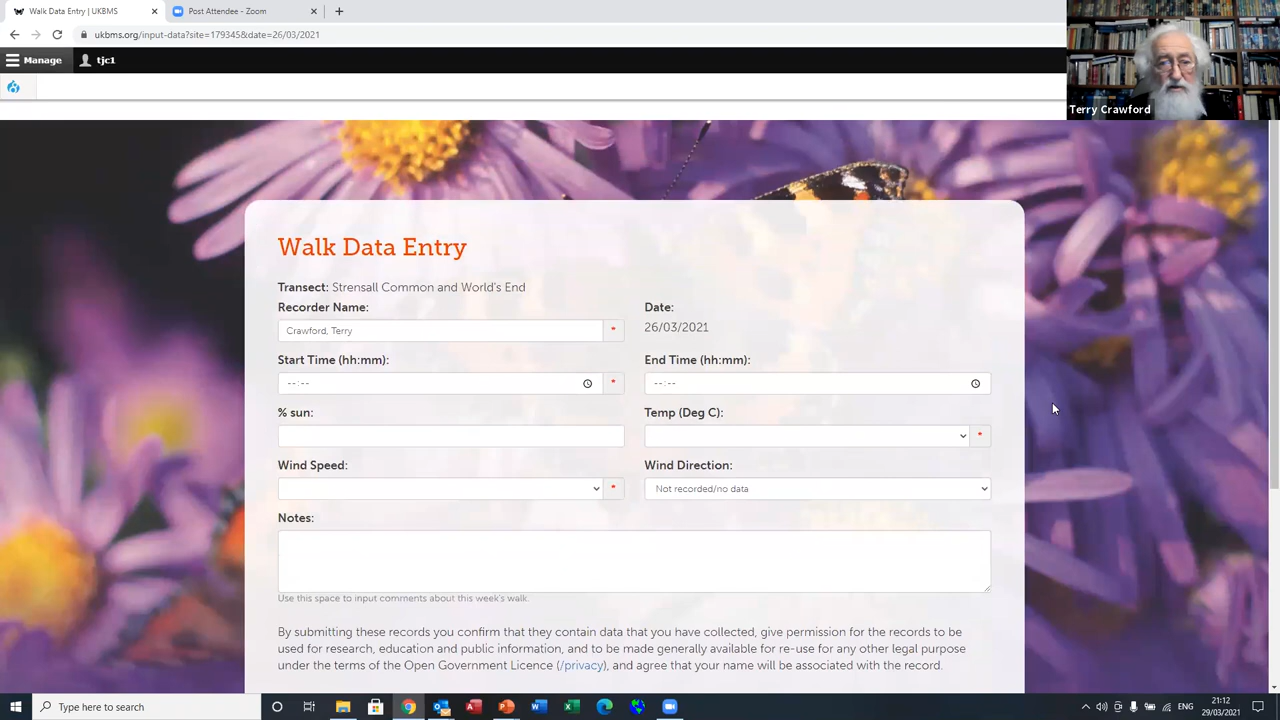 Walk Data Entry | UKBMS
Post Attendee - Zoom
ukbms.org/input-data?site=179345&date=26/03/2021
Manage
tjc1
Terry Crawford
Walk Data Entry
Transect: Strensall Common and World's End
Recorder Name:
Date:
Crawford, Terry
*
26/03/2021
Start Time (hh:mm):
End Time (hh:mm):
--:--
*
--:--
% sun:
Temp (Deg C):
*
Wind Speed:
Wind Direction:
*
Not recorded/no data
Notes:
Use this space to input comments about this week's walk.
By submitting these records you confirm that they contain data that you have collected, give permission for the records to be
used for research, education and public information, and to be made generally available for re-use for any other legal purpose
under the terms of the Open Government Licence (/privacy), and agree that your name will be associated with the record.
Type here to search
ENG
21:12
29/03/2021